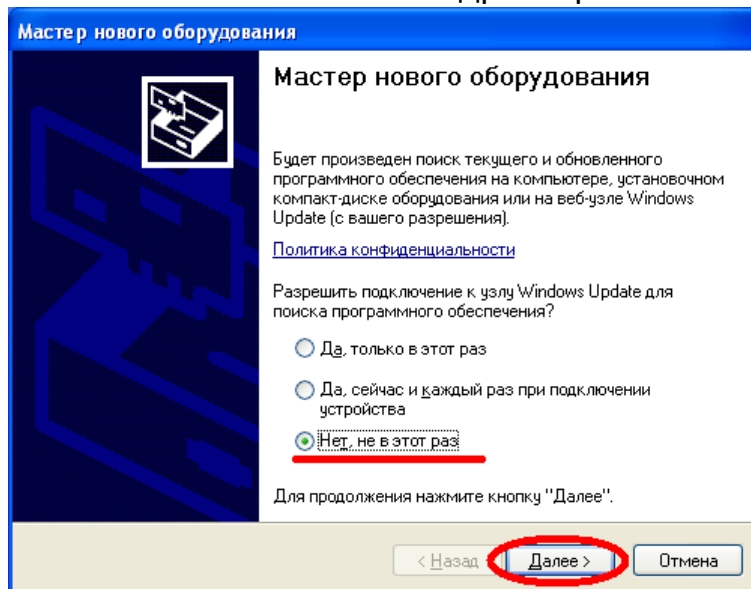 Мастер нового оборудования
Мастер нового оборудования
Будет произведен поиск текущего и обновленного
программного обеспечения на компьютере, установочном
компакт-диске оборудования или на веб-узле Windows
Update (с вашего разрешения).
Политика конфиденциальности
Разрешить подключение к узлу Windows Update для
поиска программного обеспечения?
Да, только в этот раз
Да, сейчас и каждый раз при подключении
устройства
Нет, не в этот раз
Для продолжения нажмите кнопку "Далее".
< Назад Далее > Отмена